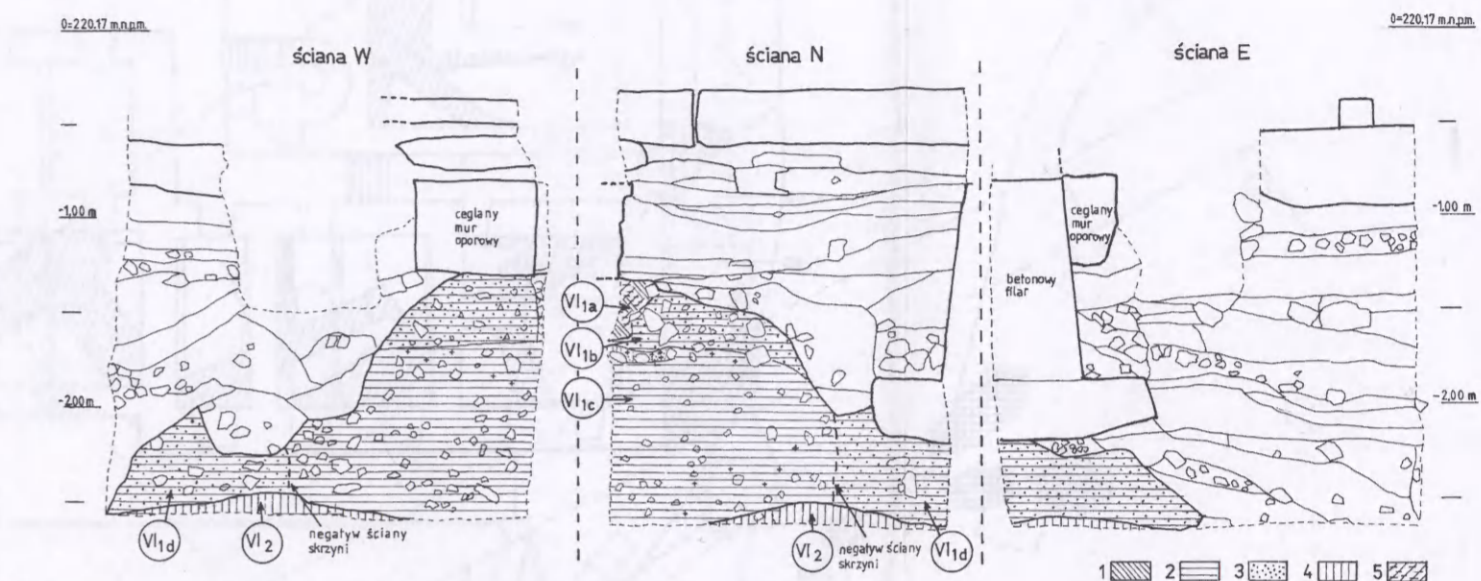 0=220.17 m.n.p.m.
0=220.17 m.n.p.m.
ściana W
ściana N
ściana E
-1,00 m
-2,00 m
ceglany
mur
oporowy
VI1a
VI1b
VI1c
VI1d
VI2
negatyw ściany
skrzyni
VI2
negatyw ściany
skrzyni
VI1d
betonowy
filar
ceglany
mur
oporowy
-1,00 m
-2,00 m
1 2 3 4 5